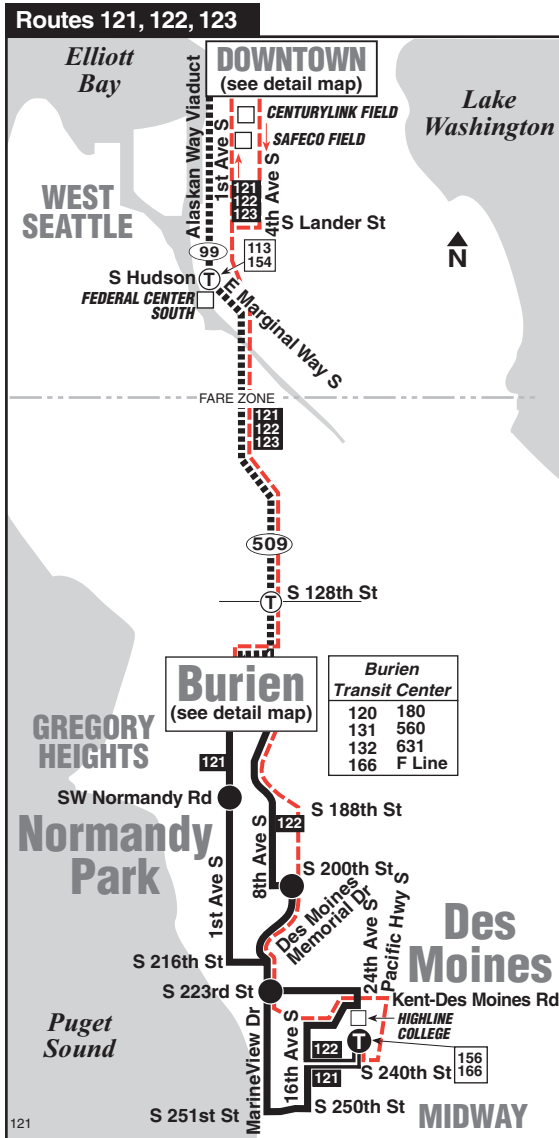 Routes 121, 122, 123
Elliott
Bay
DOWNTOWN
(see detail map)
Lake
Washington
Alaskan Way Viaduct
1st Ave S
CENTURYLINK FIELD
SAFECO FIELD
4th Ave S
WEST
SEATTLE
121
122
123
S Lander St
99
113
154
N
S Hudson
T
FEDERAL CENTER
SOUTH
E Marginal Way S
FARE ZONE
121
122
123
509
T
S 128th St
Burien
(see detail map)
Burien
Transit Center
120 180
131 560
132 631
166 F Line
GREGORY
HEIGHTS
121
SW Normandy Rd
S 188th St
122
Normandy
Park
1st Ave S
8th Ave S
S 200th St
Des Moines
Memorial Dr
24th Ave S
Pacific Hwy S
Des
Moines
S 216th St
S 223rd St
Kent-Des Moines Rd
HIGHLINE
COLLEGE
Puget
Sound
MarineView Dr
16th Ave S
T
122
121
S 240th St
156
166
S 251st St
S 250th St
MIDWAY
121